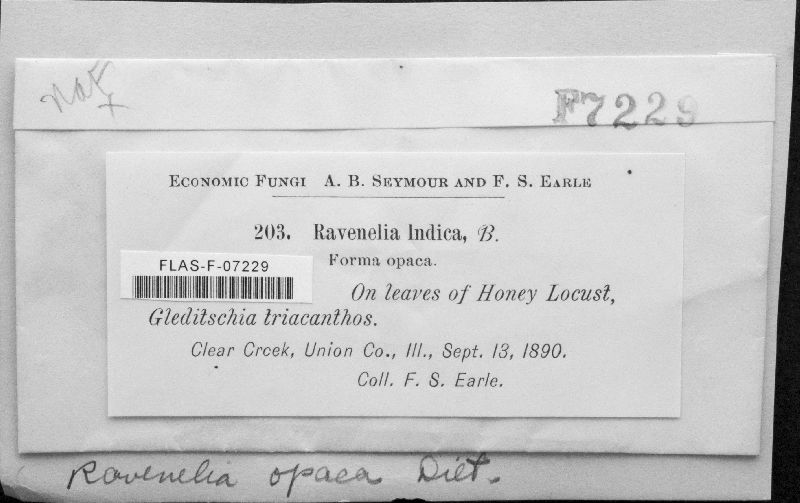 F7229
ECONOMIC FUNGI A. B. SEYMOUR AND F. S. EARLE
203. Ravenelia Indica, B.
Forma opaca.
FLAS-F-07229
On leaves of Honey Locust,
Gleditschia triacanthos.
Clear Creek, Union Co., Ill., Sept. 13, 1890.
Coll. F. S. Earle.
Ravenelia opaca Diet.